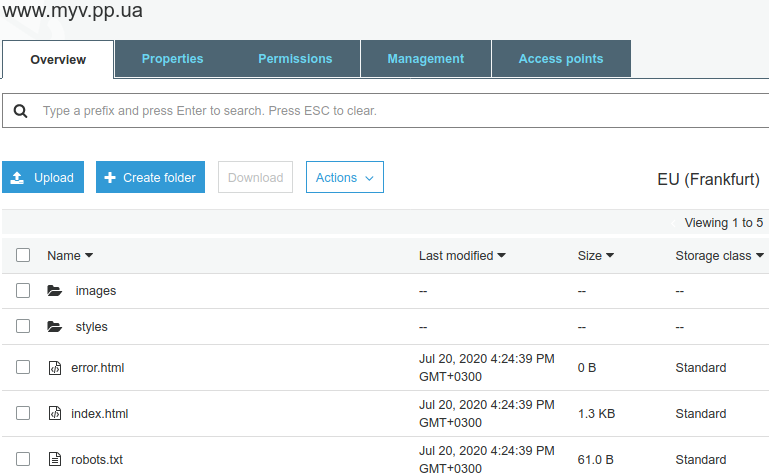 www.myv.pp.ua
Overview Properties Permissions Management Access points
Type a prefix and press Enter to search. Press ESC to clear.
Upload Create folder Download Actions EU (Frankfurt)
Viewing 1 to 5
Name Last modified Size Storage class
images -- -- --
styles -- -- --
error.html Jul 20, 2020 4:24:39 PM GMT+0300 0 B Standard
index.html Jul 20, 2020 4:24:39 PM GMT+0300 1.3 KB Standard
robots.txt Jul 20, 2020 4:24:39 PM GMT+0300 61.0 B Standard